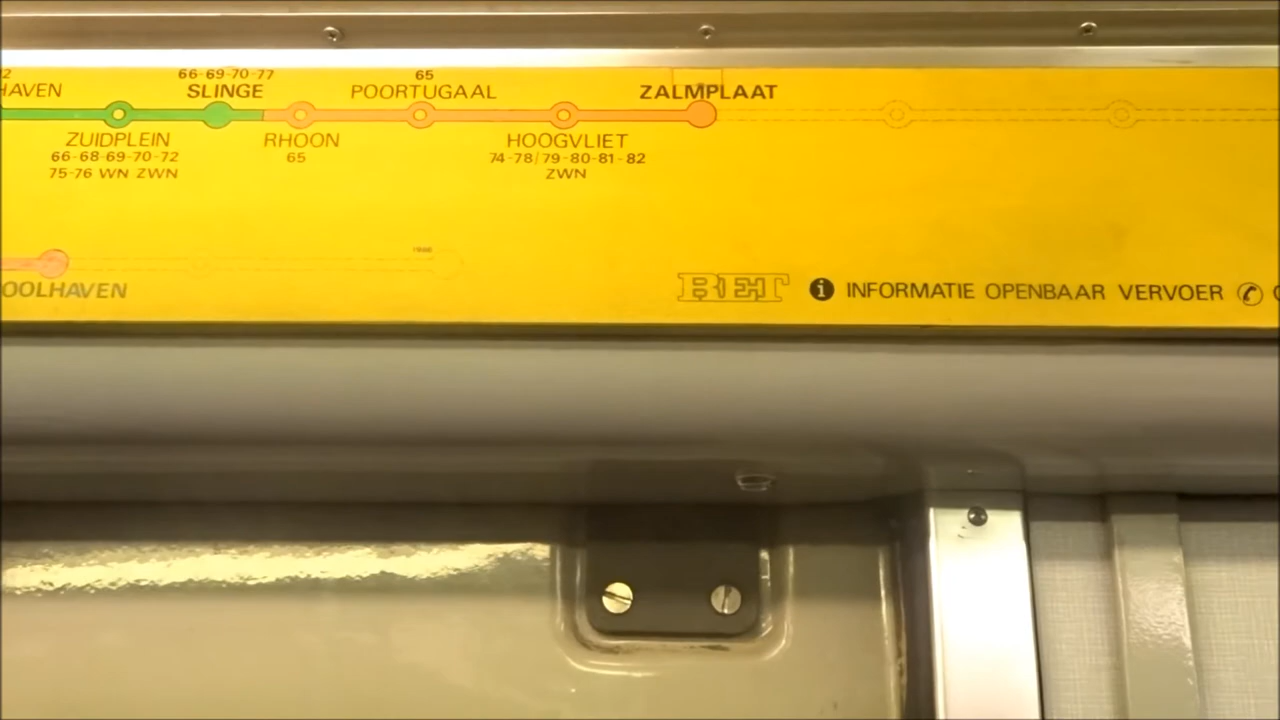 2
HAVEN
66-69-70-77
SLINGE
65
POORTUGAAL
ZALMPLAAT
ZUIDPLEIN
66-68-69-70-72
75-76 WN ZWN
RHOON
65
HOOGVLIET
74-78/79-80-81-82
ZWN
OOLHAVEN
RET
i INFORMATIE OPENBAAR VERVOER